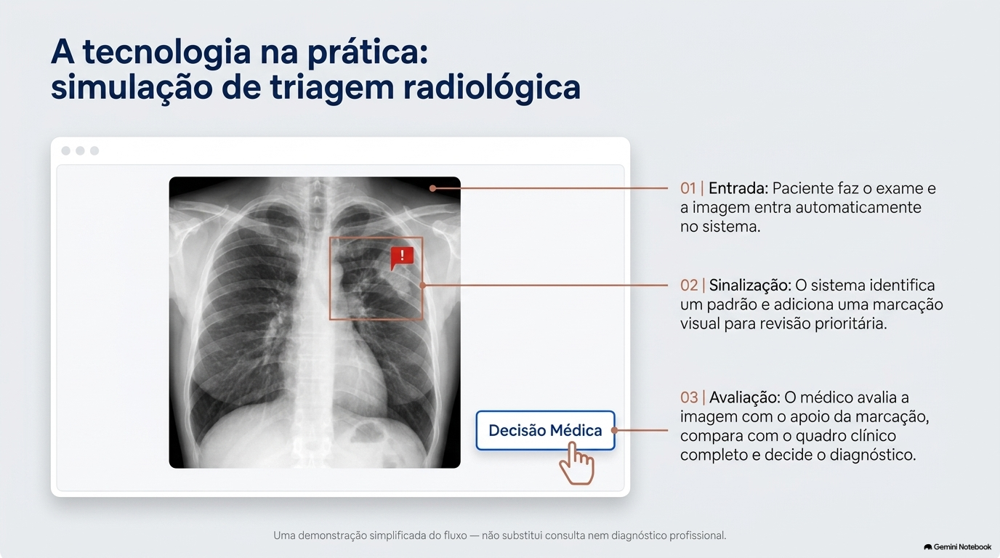 A tecnologia na prática:
simulação de triagem radiológica
01 | Entrada: Paciente faz o exame e
a imagem entra automaticamente
no sistema.
!
02 | Sinalização: O sistema identifica
um padrão e adiciona uma marcação
visual para revisão prioritária.
03 | Avaliação: O médico avalia a
imagem com o apoio da marcação,
compara com o quadro clínico
completo e decide o diagnóstico.
Decisão Médica
Uma demonstração simplificada do fluxo — não substitui consulta nem diagnóstico profissional.
Gemini Notebook